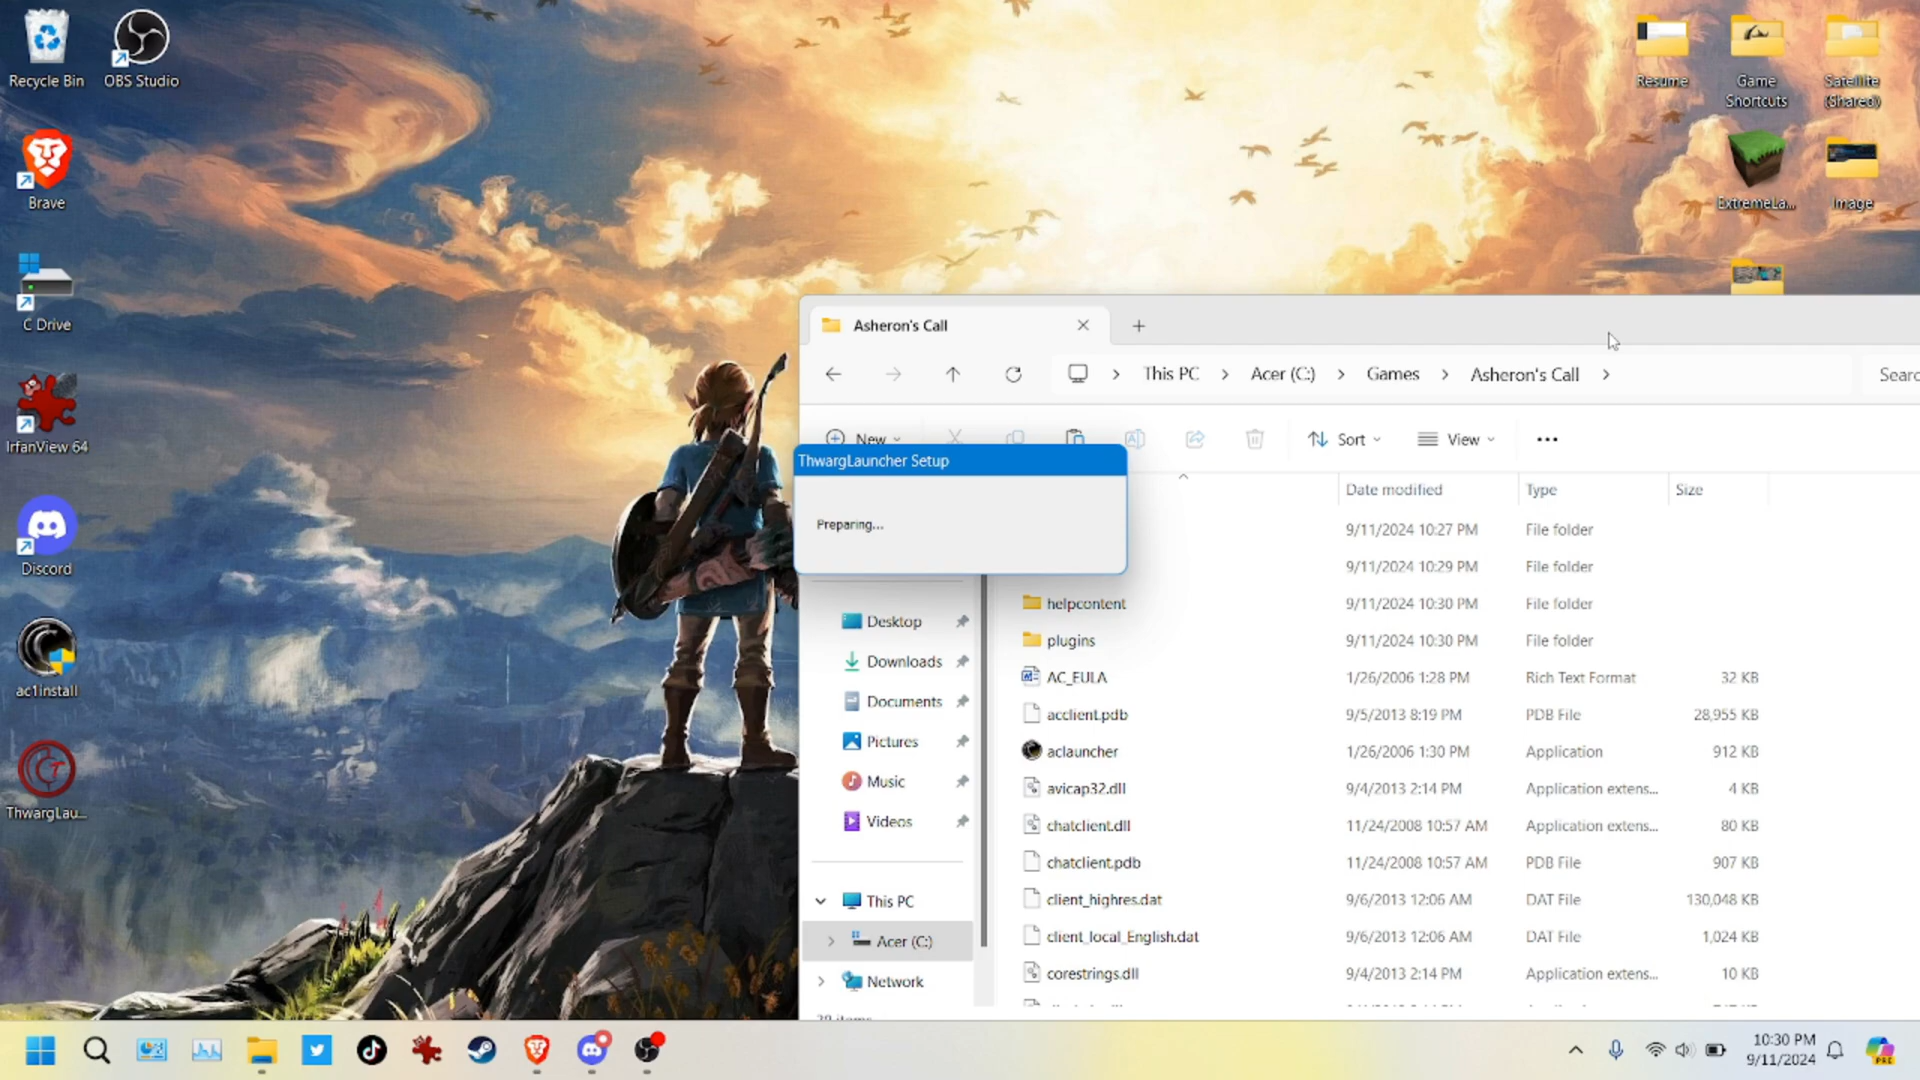 Recycle Bin
OBS Studio
Brave
C Drive
IrfanView 64
Discord
ac1install
ThwargLau...
Resume
Game
Shortcuts
Satellite
(Shared)
ExtremeLa...
Image
Asheron's Call
This PC
Acer (C:)
Games
Asheron's Call
New
Sort
View
ThwargLauncher Setup
Preparing...
Date modified
Type
Size
9/11/2024 10:27 PM File folder
9/11/2024 10:29 PM File folder
helpcontent 9/11/2024 10:30 PM File folder
plugins 9/11/2024 10:30 PM File folder
AC_EULA 1/26/2006 1:28 PM Rich Text Format 32 KB
acclient.pdb 9/5/2013 8:19 PM PDB File 28,955 KB
aclauncher 1/26/2006 1:30 PM Application 912 KB
avicap32.dll 9/4/2013 2:14 PM Application extens... 4 KB
chatclient.dll 11/24/2008 10:57 AM Application extens... 80 KB
chatclient.pdb 11/24/2008 10:57 AM PDB File 907 KB
client_highres.dat 9/6/2013 12:06 AM DAT File 130,048 KB
client_local_English.dat 9/6/2013 12:06 AM DAT File 1,024 KB
corestrings.dll 9/4/2013 2:14 PM Application extens... 10 KB
Desktop
Downloads
Documents
Pictures
Music
Videos
This PC
Acer (C:)
Network
10:30 PM
9/11/2024
PRE